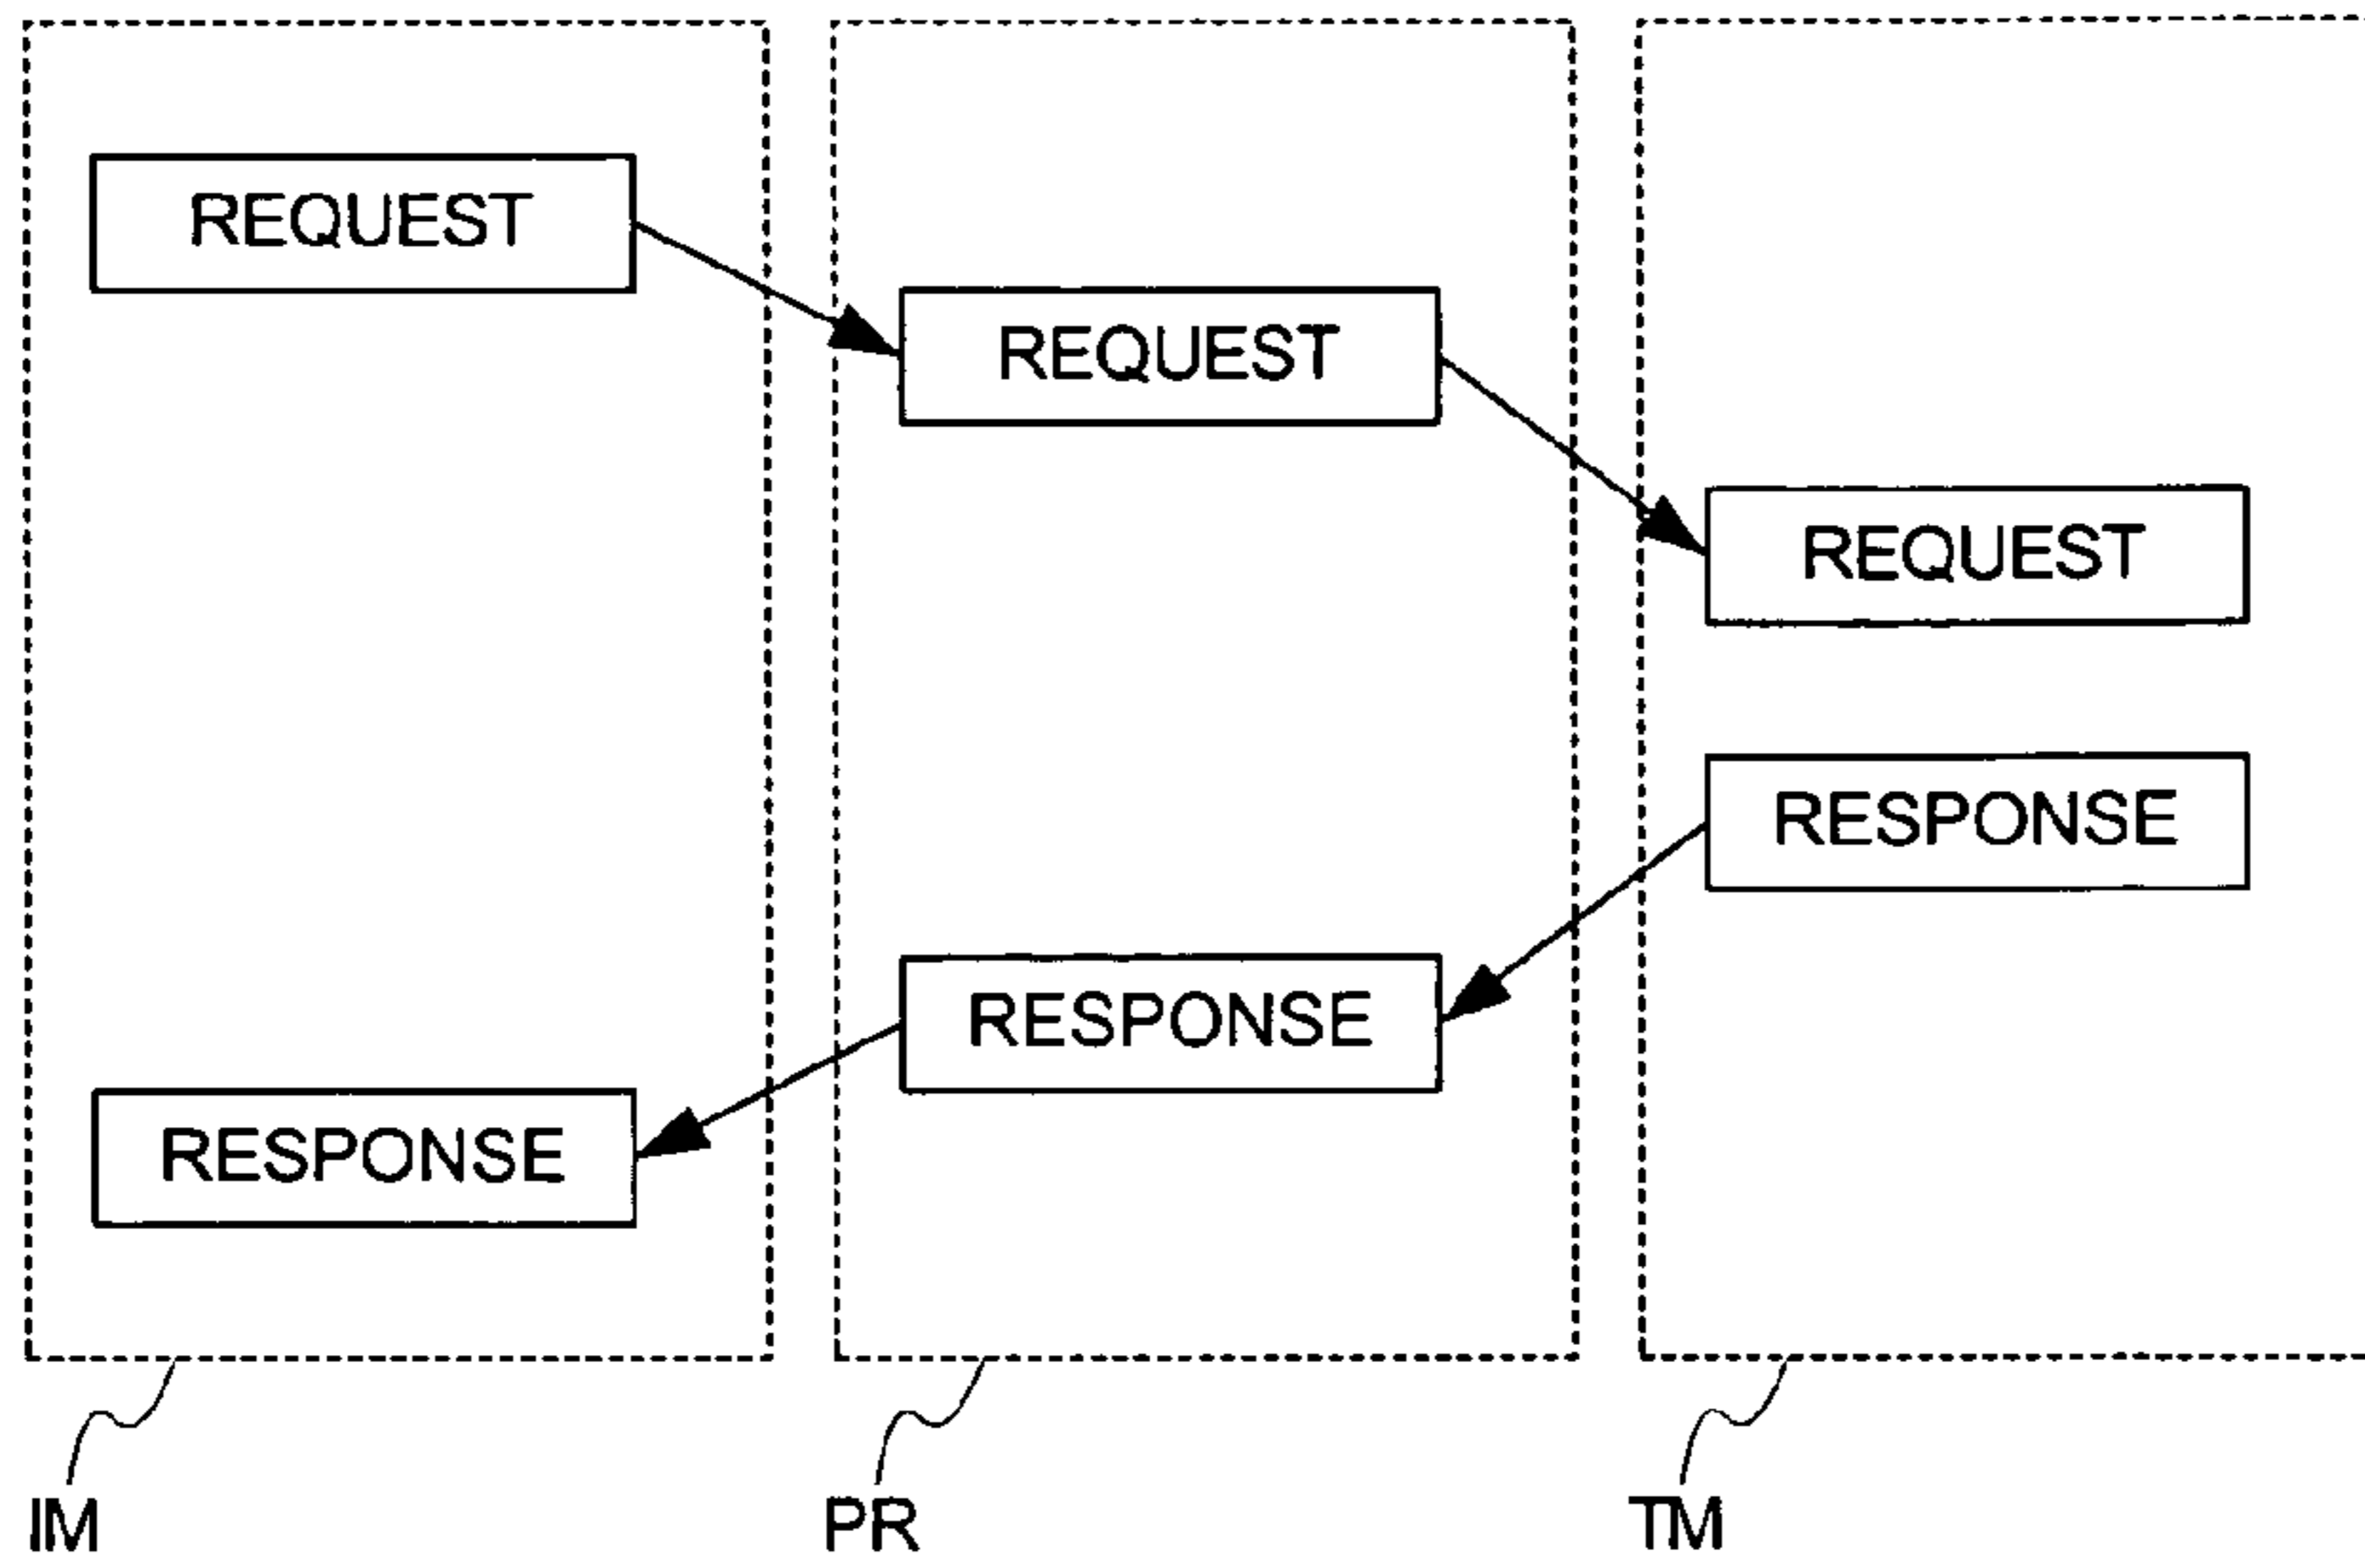 REQUEST
REQUEST
REQUEST
RESPONSE
RESPONSE
RESPONSE
IM
PR
TM